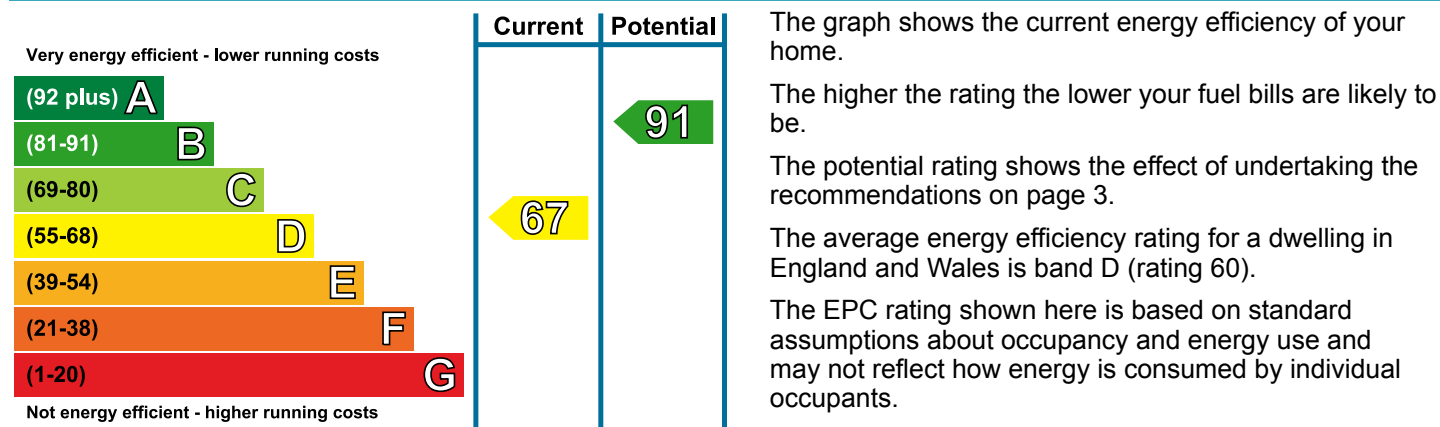 Current Potential
Very energy efficient - lower running costs
(92 plus) A
(81-91) B
(69-80) C
(55-68) D
(39-54) E
(21-38) F
(1-20) G
Not energy efficient - higher running costs
67
91
The graph shows the current energy efficiency of your
home.
The higher the rating the lower your fuel bills are likely to
be.
The potential rating shows the effect of undertaking the
recommendations on page 3.
The average energy efficiency rating for a dwelling in
England and Wales is band D (rating 60).
The EPC rating shown here is based on standard
assumptions about occupancy and energy use and
may not reflect how energy is consumed by individual
occupants.